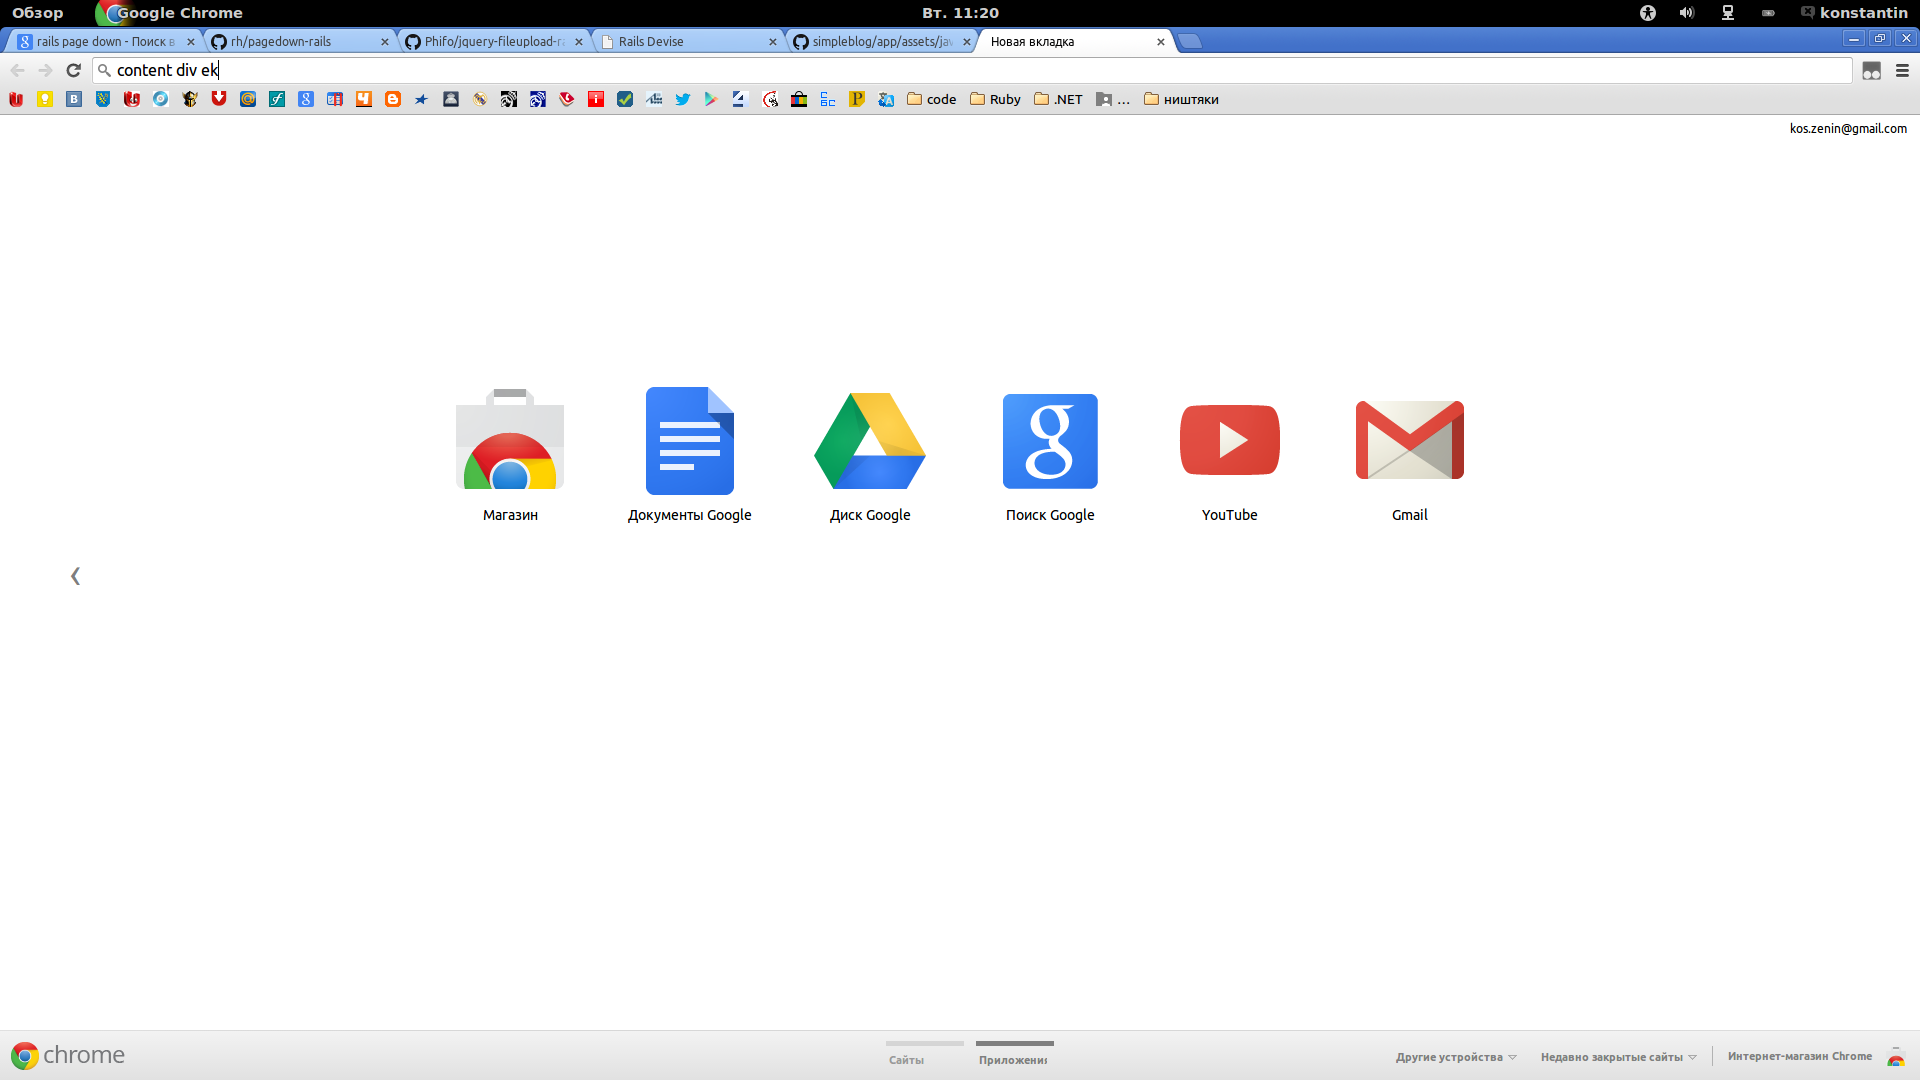 Обзор Google Chrome Вт. 11:20 konstantin
rails page down - Поиск в rh/pagedown-rails Phifo/jquery-fileupload-ra Rails Devise simpleblog/app/assets/jav Новая вкладка
content div ek
code Ruby .NET ... ништяки
kos.zenin@gmail.com
Магазин Документы Google Диск Google Поиск Google YouTube Gmail
chrome Сайты Приложения Другие устройства Недавно закрытые сайты Интернет-магазин Chrome